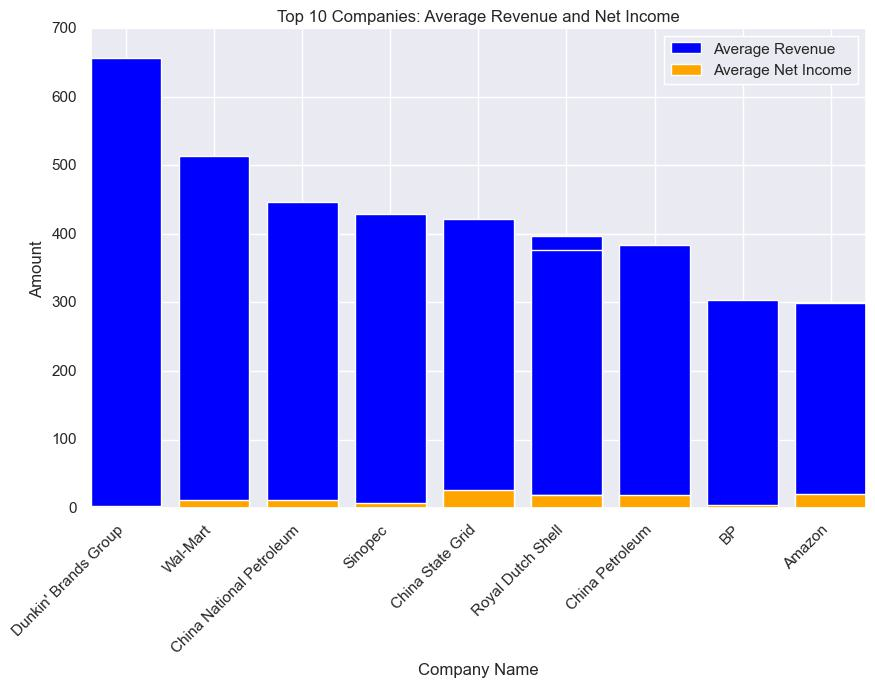 Top 10 Companies: Average Revenue and Net Income
Average Revenue
Average Net Income
700
600
500
400
300
200
100
0
Amount
Dunkin' Brands Group
Wal-Mart
China National Petroleum
Sinopec
China State Grid
Royal Dutch Shell
China Petroleum
BP
Amazon
Company Name